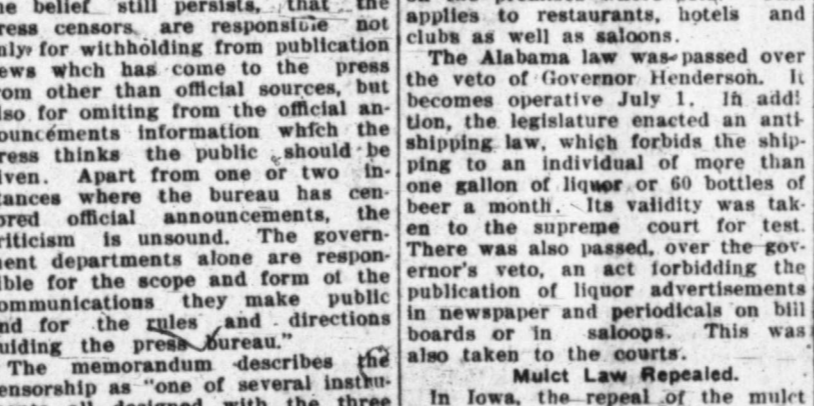 belief still persists, that the
press censors are responsible not
for withholding from publication
ews whch has come to the press
om other than official sources, but
lso for omiting from the official an-
ouncements information which the
ress thinks the public should be
iven. Apart from one or two in-
tances where the bureau has cen-
ored official announcements, the
riticism is unsound. The govern-
ent departments alone are respon-
ible for the scope and form of the
ommunications they make public
nd for the rules and directions
uiding the press bureau."
The memorandum describes the
ensorship as "one of several instru-
all designed with the three
applies to restaurants, hotels and
clubs as well as saloons.
The Alabama law was passed over
the veto of Governor Henderson. It
becomes operative July 1. In addi
tion, the legislature enacted an anti-
shipping law, which forbids the ship-
ping to an individual of more than
one gallon of liquor or 60 bottles of
beer a month. Its validity was tak-
en to the supreme court for test.
There was also passed, over the gov-
ernor's veto, an act forbidding the
publication of liquor advertisements
in newspaper and periodicals on bill
boards or in saloons. This was
also taken to the courts.
Mulct Law Repealed.
In Iowa, the repeal of the mulct